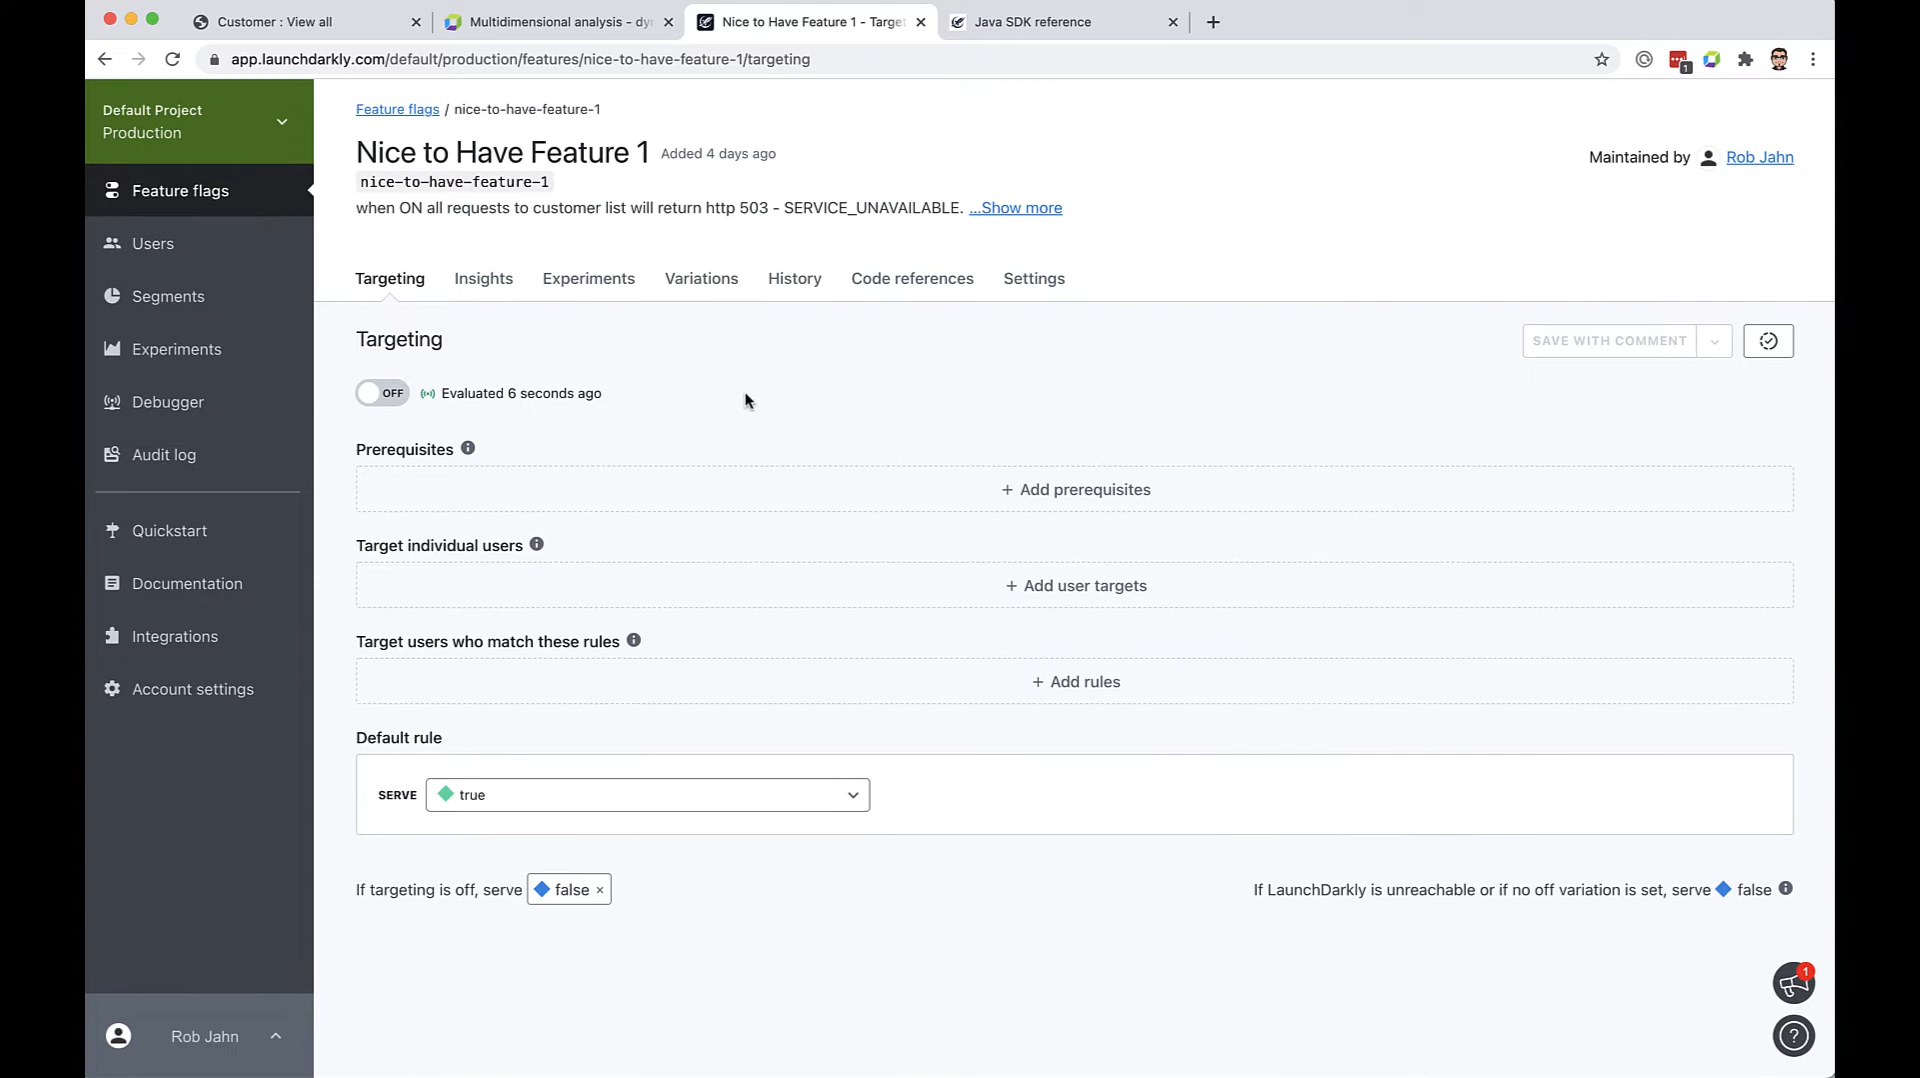 Customer : View all
Multidimensional analysis - dyn
Nice to Have Feature 1 - Target
Java SDK reference
app.launchdarkly.com/default/production/features/nice-to-have-feature-1/targeting
1
Default Project
Production
Feature flags
Users
Segments
Experiments
Debugger
Audit log
Quickstart
Documentation
Integrations
Account settings
Rob Jahn
Feature flags / nice-to-have-feature-1
Nice to Have Feature 1 Added 4 days ago
Maintained by Rob Jahn
nice-to-have-feature-1
when ON all requests to customer list will return http 503 - SERVICE_UNAVAILABLE. ...Show more
Targeting Insights Experiments Variations History Code references Settings
Targeting
SAVE WITH COMMENT
OFF Evaluated 6 seconds ago
Prerequisites
+ Add prerequisites
Target individual users
+ Add user targets
Target users who match these rules
+ Add rules
Default rule
SERVE true
If targeting is off, serve false ×
If LaunchDarkly is unreachable or if no off variation is set, serve false
1
?